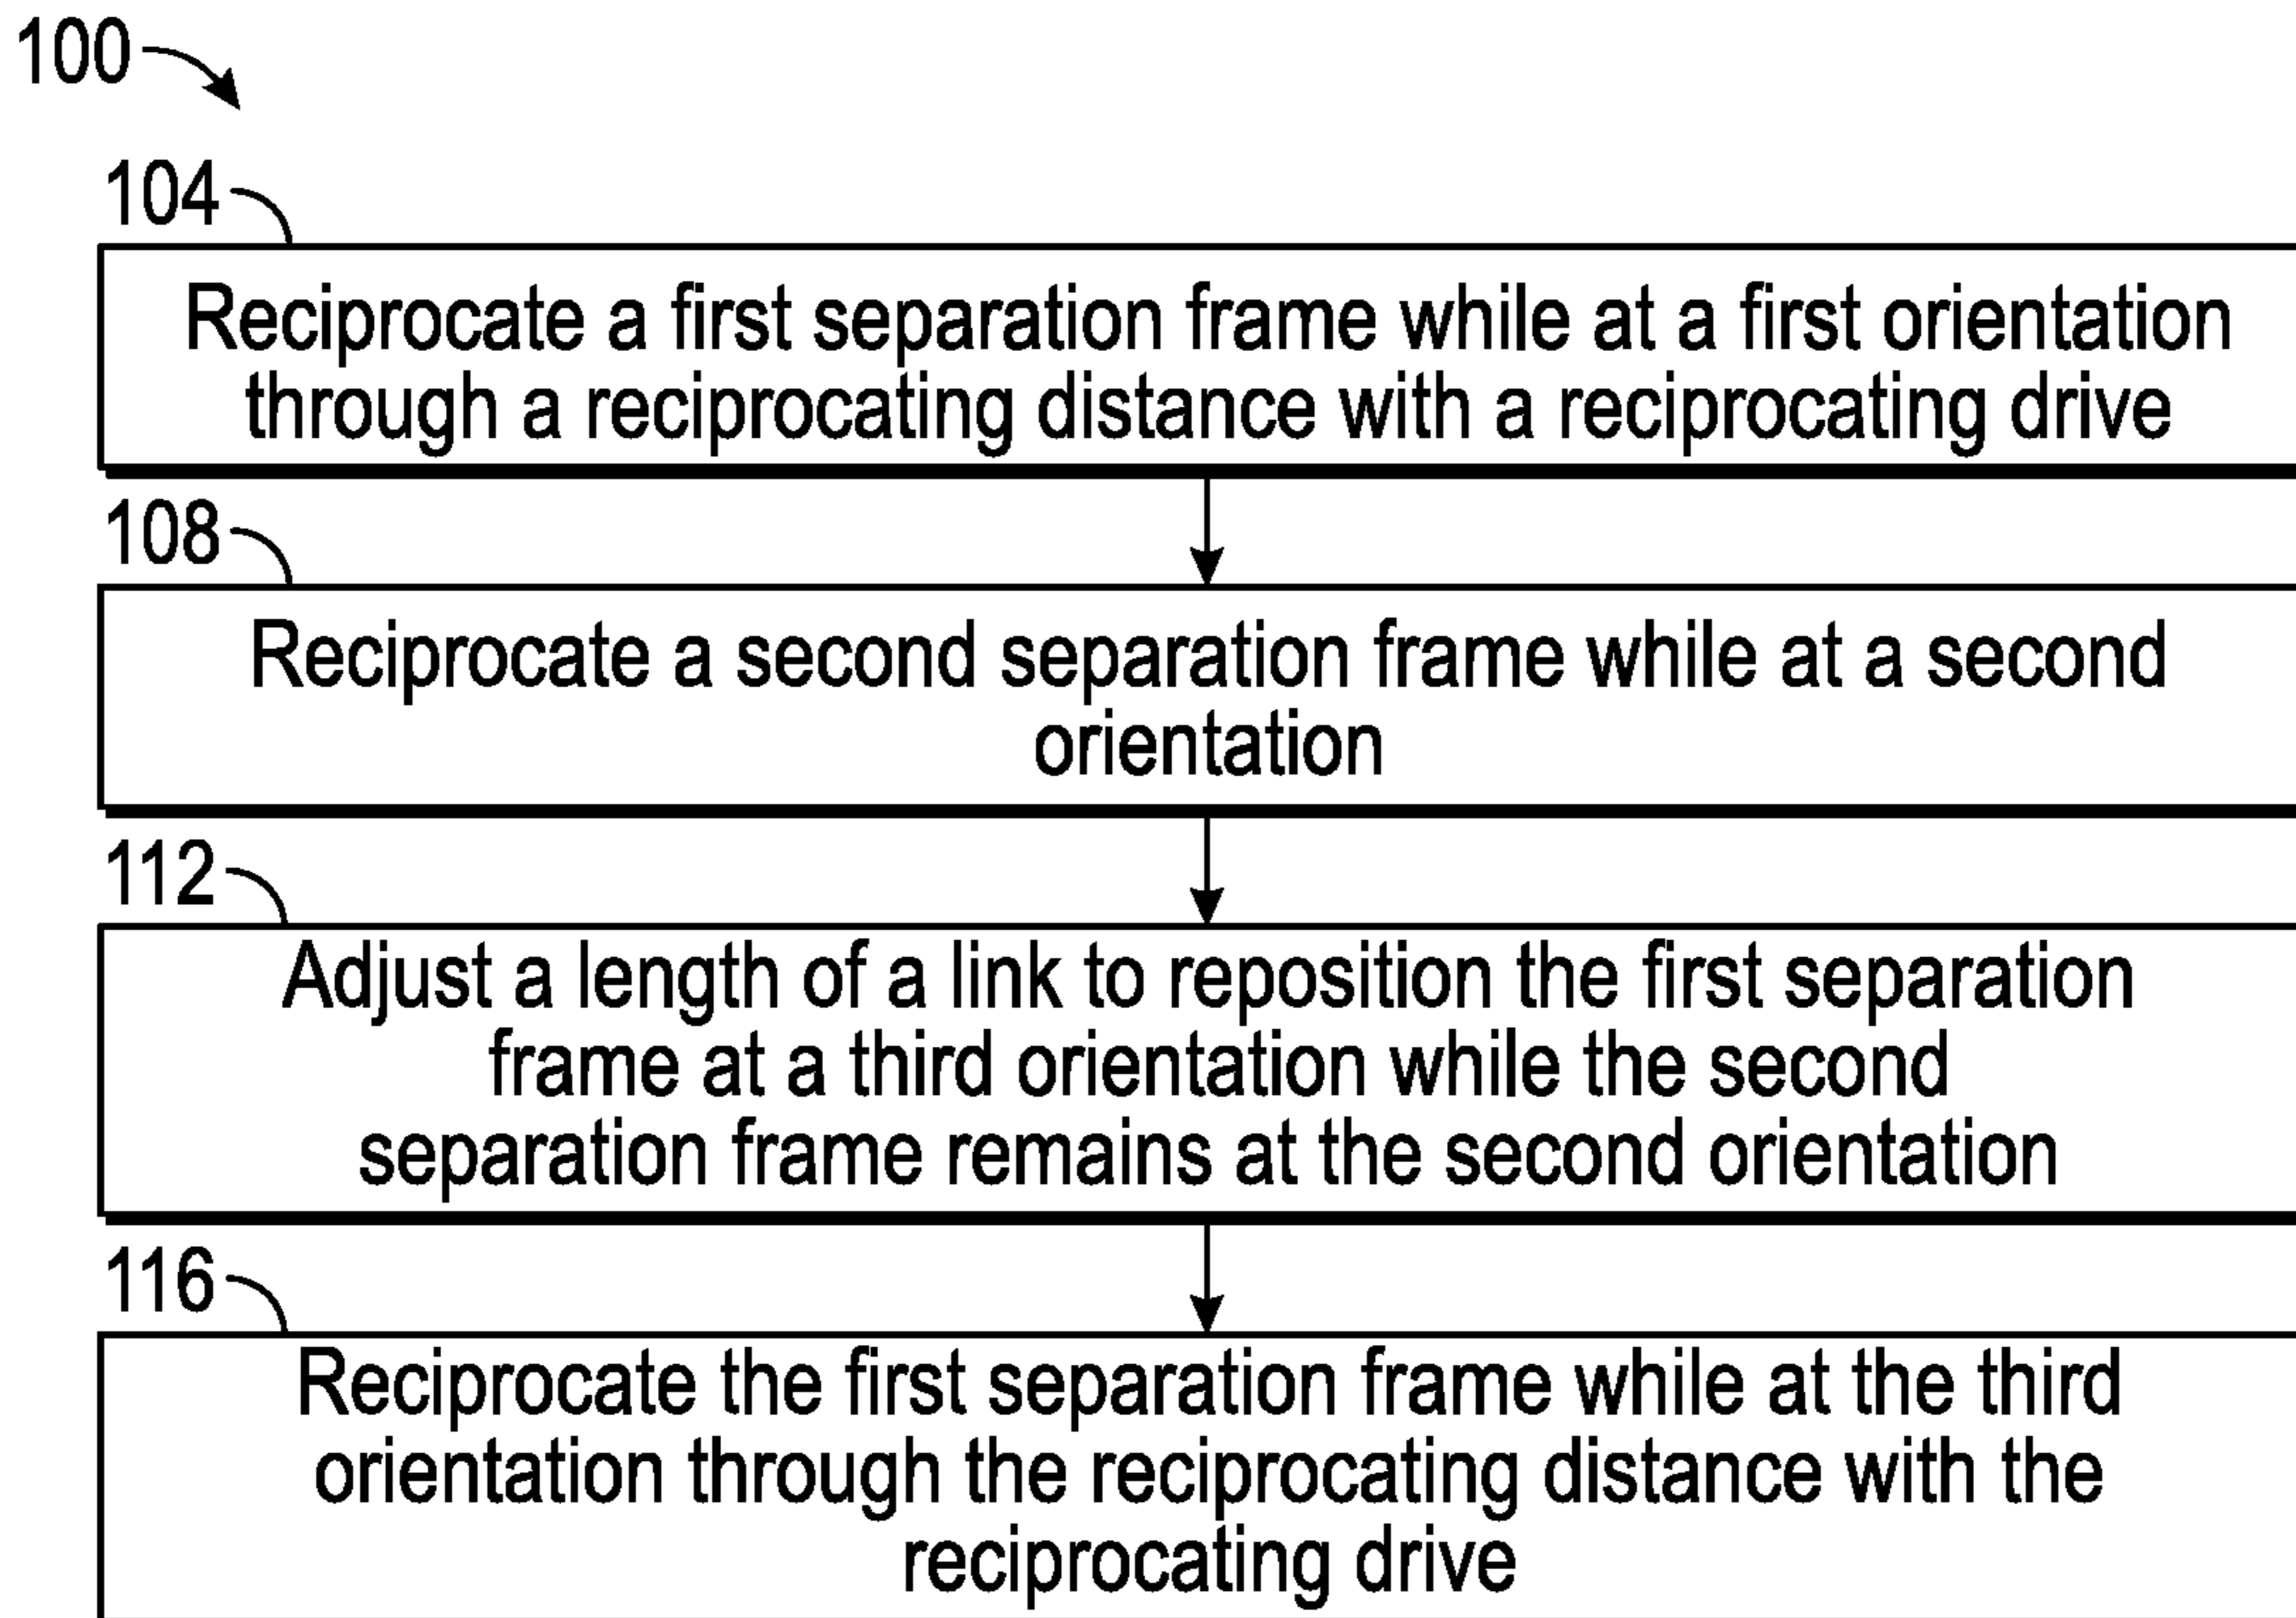 100
104
Reciprocate a first separation frame while at a first orientation
through a reciprocating distance with a reciprocating drive
108
Reciprocate a second separation frame while at a second
orientation
112
Adjust a length of a link to reposition the first separation
frame at a third orientation while the second
separation frame remains at the second orientation
116
Reciprocate the first separation frame while at the third
orientation through the reciprocating distance with the
reciprocating drive